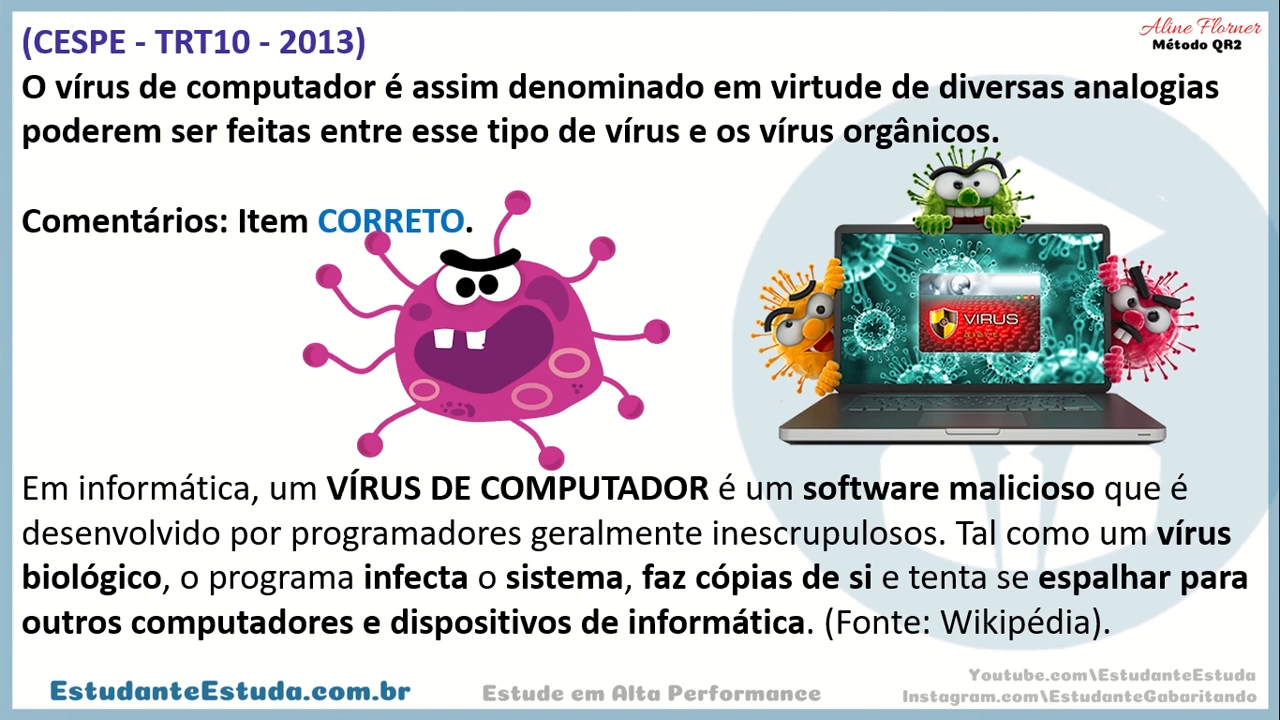 (CESPE - TRT10 - 2013)
Aline Florner
Método QR2
O vírus de computador é assim denominado em virtude de diversas analogias
poderem ser feitas entre esse tipo de vírus e os vírus orgânicos.
Comentários: Item CORRETO.
VIRUS
Em informática, um VÍRUS DE COMPUTADOR é um software malicioso que é
desenvolvido por programadores geralmente inescrupulosos. Tal como um vírus
biológico, o programa infecta o sistema, faz cópias de si e tenta se espalhar para
outros computadores e dispositivos de informática. (Fonte: Wikipédia).
EstudanteEstuda.com.br
Estude em Alta Performance
Youtube.com\EstudanteEstuda
Instagram.com\EstudanteGabaritando